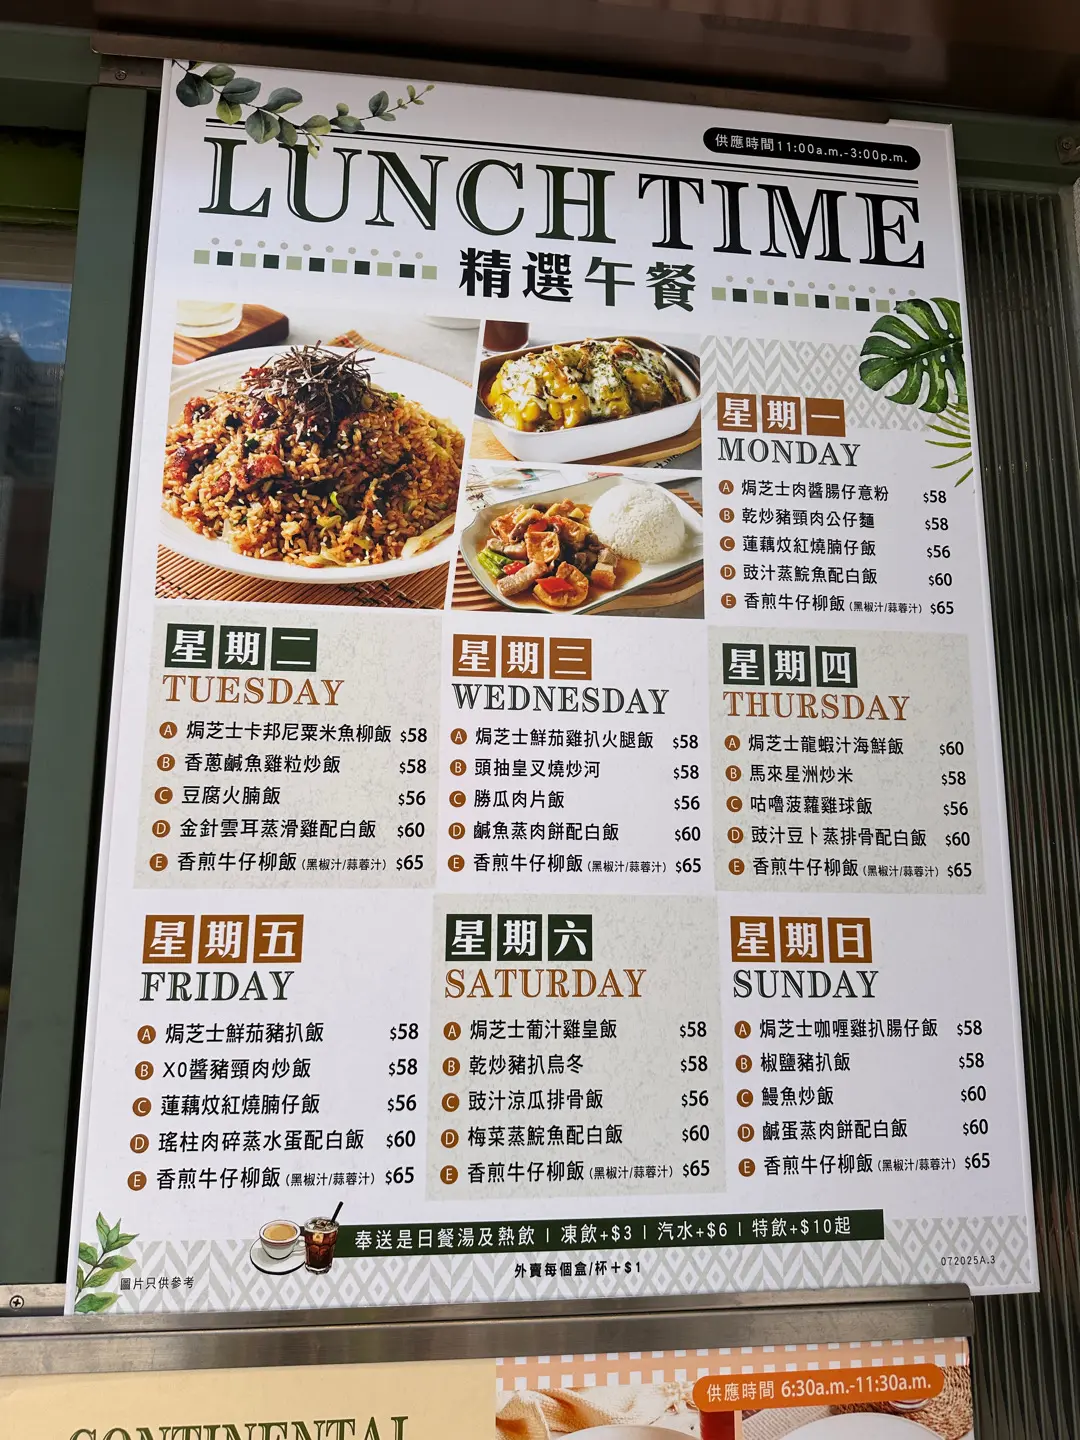 供應時間11:00a.m.-3:00p.m.
LUNCH TIME
精選午餐
星期一
MONDAY
A 焗芝士肉醬腸仔意粉 $58
B 乾炒豬頸肉公仔麵 $58
C 蓮藕炆紅燒腩仔飯 $56
D 豉汁蒸鯇魚配白飯 $60
E 香煎牛仔柳飯(黑椒汁/蒜蓉汁) $65
星期二
TUESDAY
A 焗芝士卡邦尼粟米魚柳飯 $58
B 香蔥鹹魚雞粒炒飯 $58
C 豆腐火腩飯 $56
D 金針雲耳蒸滑雞配白飯 $60
E 香煎牛仔柳飯(黑椒汁/蒜蓉汁) $65
星期三
WEDNESDAY
A 焗芝士鮮茄雞扒火腿飯 $58
B 頭抽皇叉燒炒河 $58
C 勝瓜肉片飯 $56
D 鹹魚蒸肉餅配白飯 $60
E 香煎牛仔柳飯(黑椒汁/蒜蓉汁) $65
星期四
THURSDAY
A 焗芝士龍蝦汁海鮮飯 $60
B 馬來星洲炒米 $58
C 咕嚕菠蘿雞球飯 $56
D 豉汁豆卜蒸排骨配白飯 $60
E 香煎牛仔柳飯(黑椒汁/蒜蓉汁) $65
星期五
FRIDAY
A 焗芝士鮮茄豬扒飯 $58
B XO醬豬頸肉炒飯 $58
C 蓮藕炆紅燒腩仔飯 $56
D 瑤柱肉碎蒸水蛋配白飯 $60
E 香煎牛仔柳飯(黑椒汁/蒜蓉汁) $65
星期六
SATURDAY
A 焗芝士葡汁雞皇飯 $58
B 乾炒豬扒烏冬 $58
C 豉汁涼瓜排骨飯 $56
D 梅菜蒸鯇魚配白飯 $60
E 香煎牛仔柳飯(黑椒汁/蒜蓉汁) $65
星期日
SUNDAY
A 焗芝士咖喱雞扒腸仔飯 $58
B 椒鹽豬扒飯 $58
C 鰻魚炒飯 $60
D 鹹蛋蒸肉餅配白飯 $60
E 香煎牛仔柳飯(黑椒汁/蒜蓉汁) $65
奉送是日餐湯及熱飲 | 凍飲+$3 | 汽水+$6 | 特飲+$10起
外賣每個盒/杯+$1
圖片只供參考
072025A.3
供應時間 6:30a.m.-11:30a.m.
CONTINENTAL